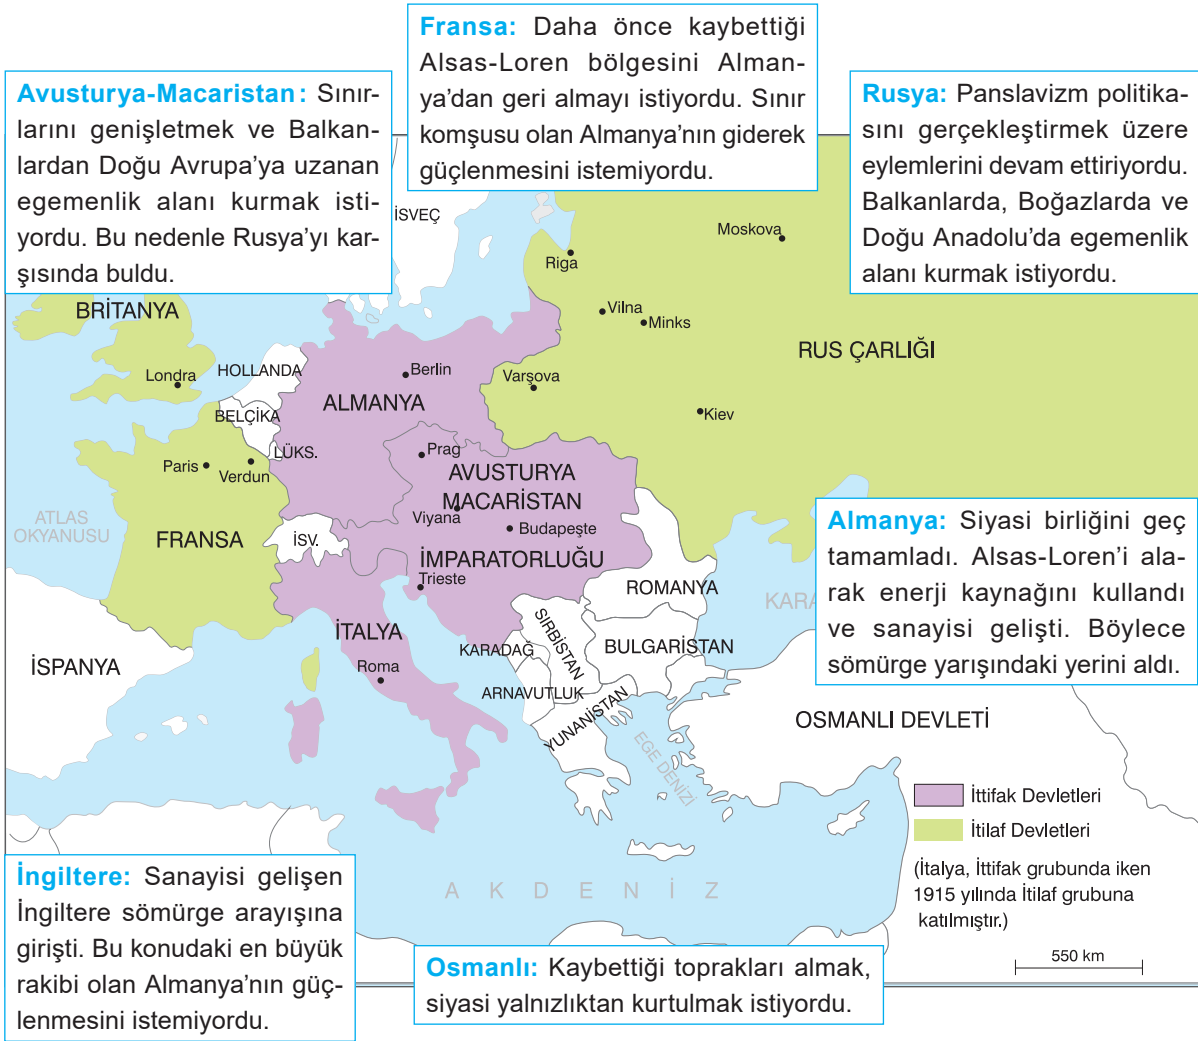 Fransa: Daha önce kaybettiği
Alsas-Loren bölgesini Alman-
ya’dan geri almayı istiyordu. Sınır
komşusu olan Almanya’nın giderek
güçlenmesini istemiyordu.
Avusturya-Macaristan: Sınır-
larını genişletmek ve Balkan-
lardan Doğu Avrupa’ya uzanan
egemenlik alanı kurmak isti-
yordu. Bu nedenle Rusya’yı kar-
şısında buldu.
Rusya: Panslavizm politika-
sını gerçekleştirmek üzere
eylemlerini devam ettiriyordu.
Balkanlarda, Boğazlarda ve
Doğu Anadolu’da egemenlik
alanı kurmak istiyordu.
İSVEÇ
Moskova
Riga
BRİTANYA
Vilna
Minks
RUS ÇARLIĞI
HOLLANDA
Londra
Berlin
Varşova
ALMANYA
BELÇİKA
Kiev
LÜKS.
Prag
Paris
Verdun
AVUSTURYA
MACARİSTAN
Viyana
Budapeşte
İMPARATORLUĞU
ATLAS
OKYANUSU
FRANSA
İSV.
Trieste
Almanya: Siyasi birliğini geç
tamamladı. Alsas-Loren’i ala-
rak enerji kaynağını kullandı
ve sanayisi gelişti. Böylece
sömürge yarışındaki yerini aldı.
ROMANYA
KARA
İTALYA
SIRBİSTAN
BULGARİSTAN
KARADAĞ
İSPANYA
Roma
ARNAVUTLUK
YUNANİSTAN
OSMANLI DEVLETİ
EGE DENİZİ
İttifak Devletleri
İtilaf Devletleri
(İtalya, İttifak grubunda iken
1915 yılında İtilaf grubuna
katılmıştır.)
550 km
AKDENİZ
İngiltere: Sanayisi gelişen
İngiltere sömürge arayışına
girişti. Bu konudaki en büyük
rakibi olan Almanya’nın güç-
lenmesini istemiyordu.
Osmanlı: Kaybettiği toprakları almak,
siyasi yalnızlıktan kurtulmak istiyordu.